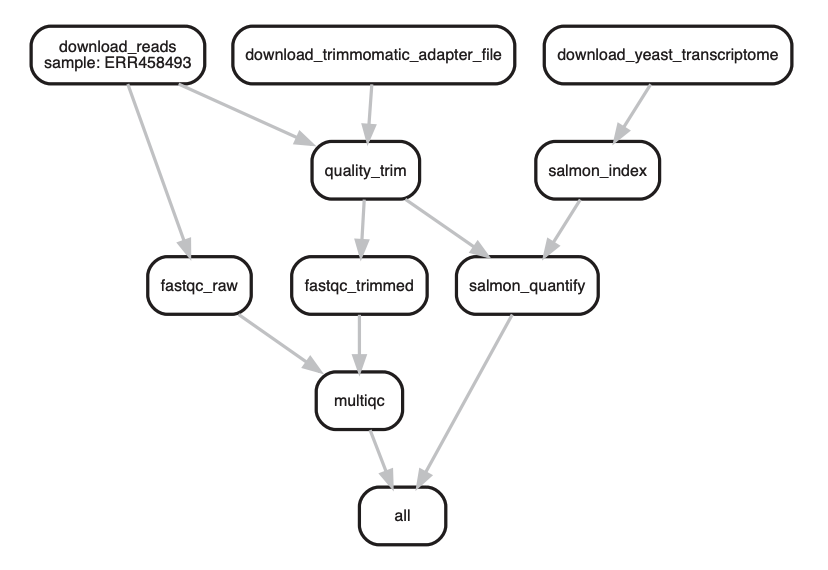 download_reads
sample: ERR458493
download_trimmomatic_adapter_file
download_yeast_transcriptome
quality_trim
salmon_index
fastqc_raw
fastqc_trimmed
salmon_quantify
multiqc
all